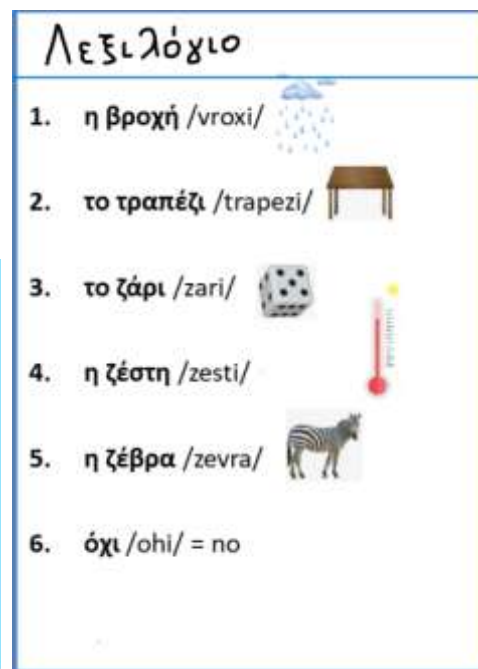 Λεξιλόγιο
1. η βροχή /vroxi/
2. το τραπέζι /trapezi/
3. το ζάρι /zari/
4. η ζέστη /zesti/
5. η ζέβρα /zevra/
6. όχι /ohi/ = no